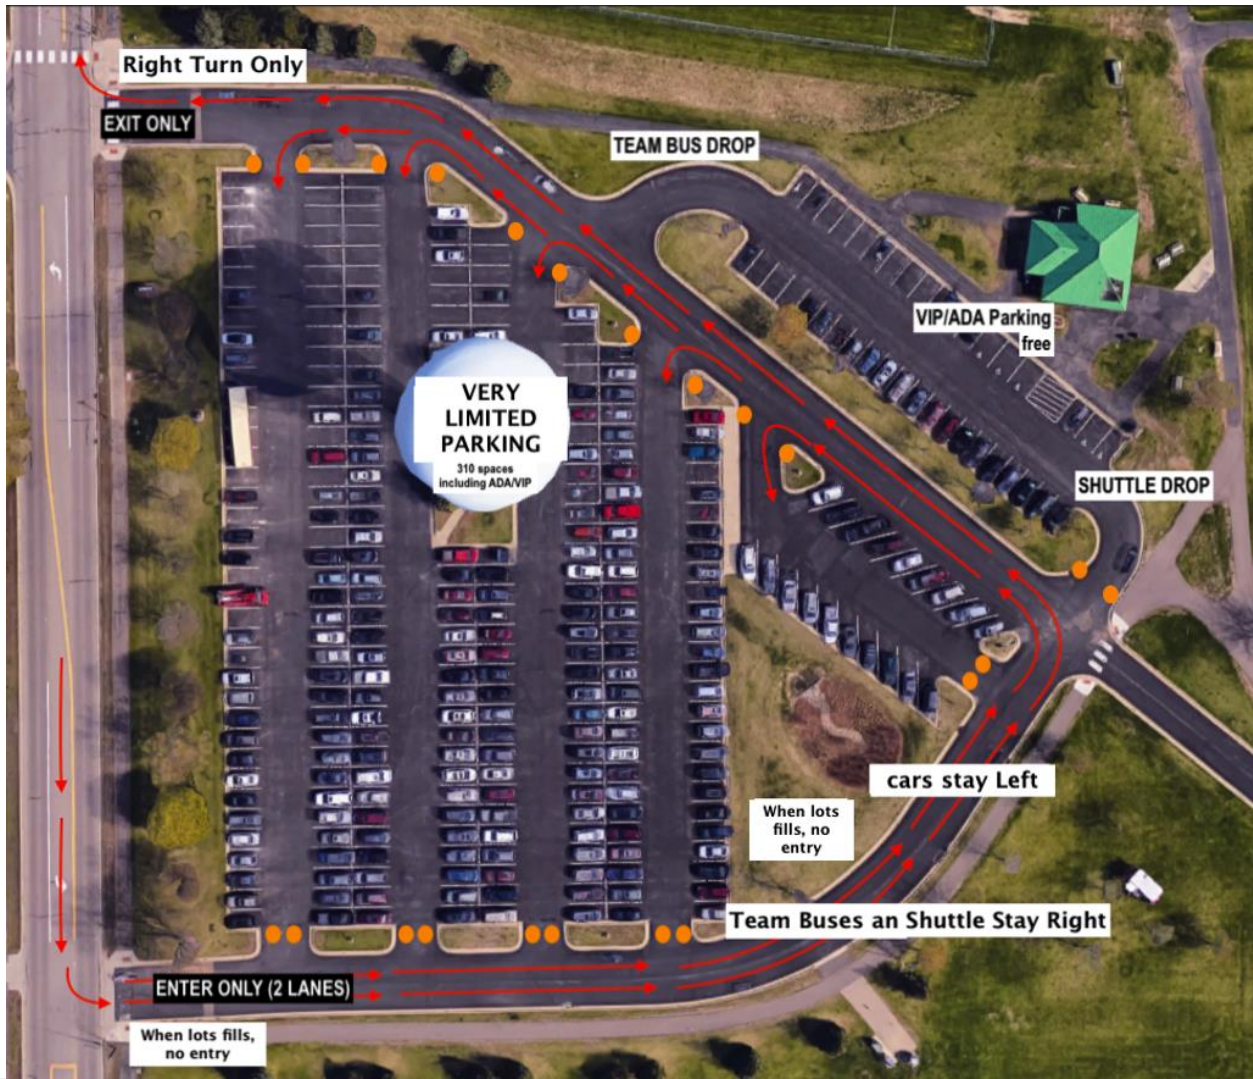 Right Turn Only
EXIT ONLY
TEAM BUS DROP
VIP/ADA Parking
free
VERY
LIMITED
PARKING
310 spaces
including ADA/VIP
SHUTTLE DROP
cars stay Left
When lots
fills, no
entry
Team Buses an Shuttle Stay Right
ENTER ONLY (2 LANES)
When lots fills,
no entry